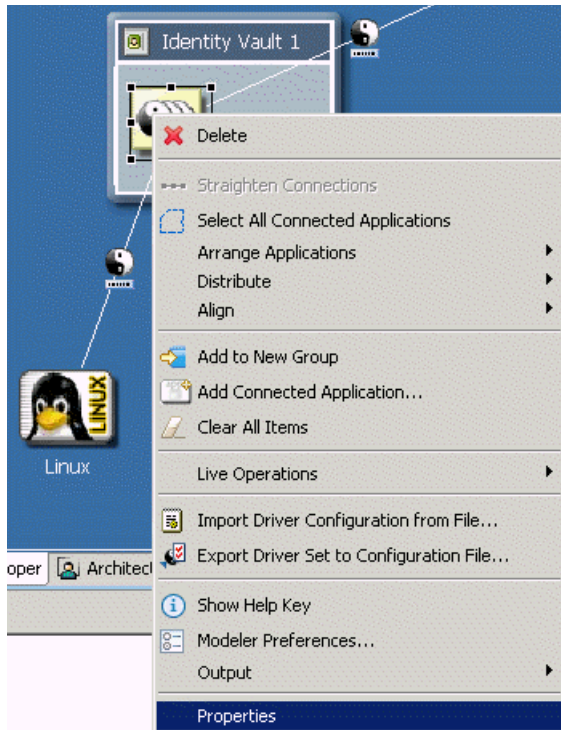 Identity Vault 1
Delete
Straighten Connections
Select All Connected Applications
Arrange Applications
Distribute
Align
Add to New Group
Add Connected Application...
Clear All Items
LINUX
Linux
Live Operations
Import Driver Configuration from File...
Export Driver Set to Configuration File...
oper
Architec
Show Help Key
Modeler Preferences...
Output
Properties